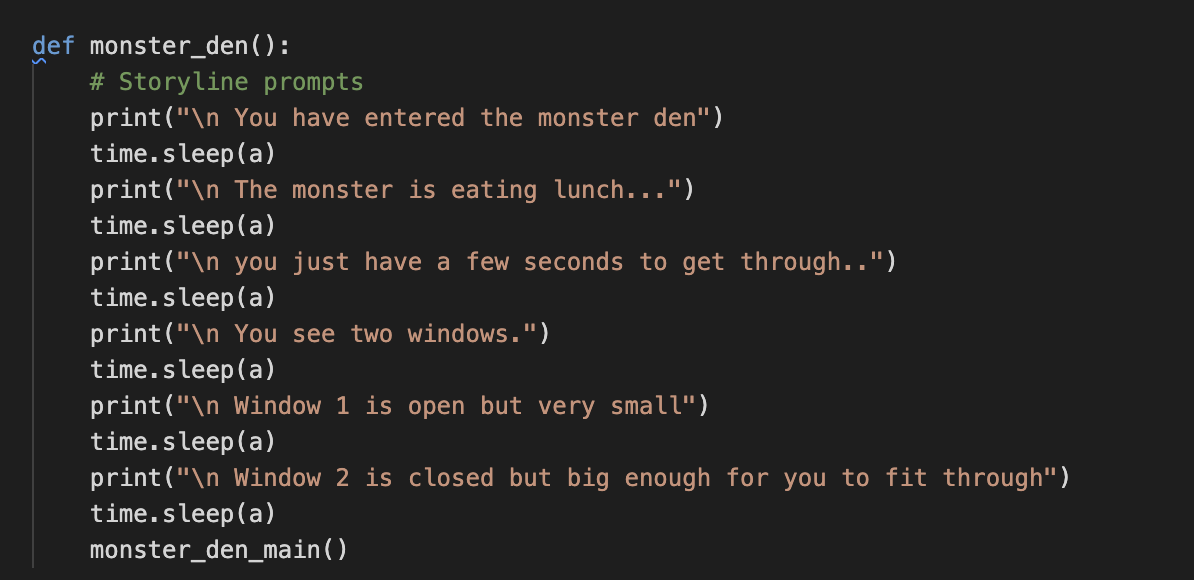 def monster_den():
    # Storyline prompts
    print("\n You have entered the monster den")
    time.sleep(a)
    print("\n The monster is eating lunch...")
    time.sleep(a)
    print("\n you just have a few seconds to get through..")
    time.sleep(a)
    print("\n You see two windows.")
    time.sleep(a)
    print("\n Window 1 is open but very small")
    time.sleep(a)
    print("\n Window 2 is closed but big enough for you to fit through")
    time.sleep(a)
    monster_den_main()